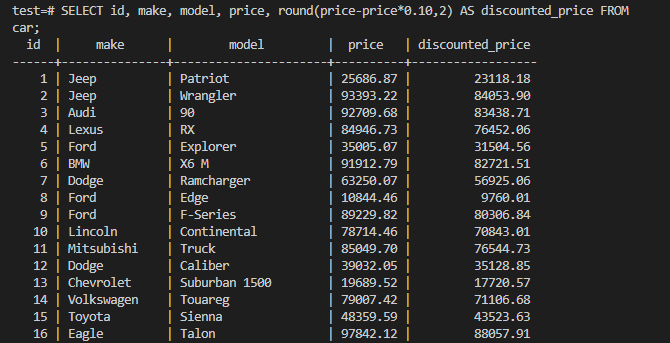 test=# SELECT id, make, model, price, round(price-price*0.10,2) AS discounted_price FROM
car;
  id  |     make     |        model        |  price   | discounted_price
------+--------------+---------------------+----------+------------------
    1 | Jeep         | Patriot             | 25686.87 |         23118.18
    2 | Jeep         | Wrangler            | 93393.22 |         84053.90
    3 | Audi         | 90                  | 92709.68 |         83438.71
    4 | Lexus        | RX                  | 84946.73 |         76452.06
    5 | Ford         | Explorer            | 35005.07 |         31504.56
    6 | BMW          | X6 M                | 91912.79 |         82721.51
    7 | Dodge        | Ramcharger          | 63250.07 |         56925.06
    8 | Ford         | Edge                | 10844.46 |          9760.01
    9 | Ford         | F-Series            | 89229.82 |         80306.84
   10 | Lincoln      | Continental         | 78714.46 |         70843.01
   11 | Mitsubishi   | Truck               | 85049.70 |         76544.73
   12 | Dodge        | Caliber             | 39032.05 |         35128.85
   13 | Chevrolet    | Suburban 1500       | 19689.52 |         17720.57
   14 | Volkswagen   | Touareg             | 79007.42 |         71106.68
   15 | Toyota       | Sienna              | 48359.59 |         43523.63
   16 | Eagle        | Talon               | 97842.12 |         88057.91